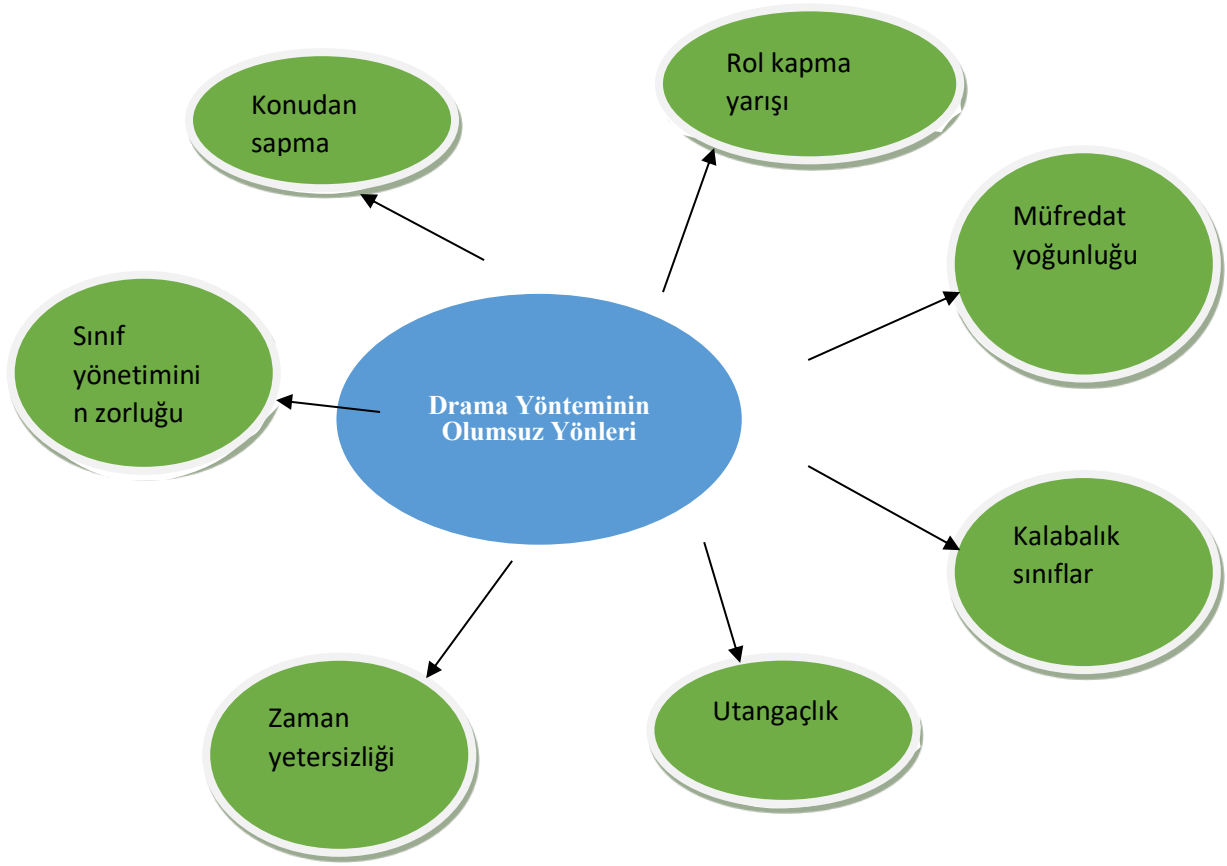 Rol kapma
yarışı
Konudan
sapma
Müfredat
yoğunluğu
Sınıf
yönetimini
n zorluğu
Drama Yönteminin
Olumsuz Yönleri
Kalabalık
sınıflar
Utangaçlık
Zaman
yetersizliği